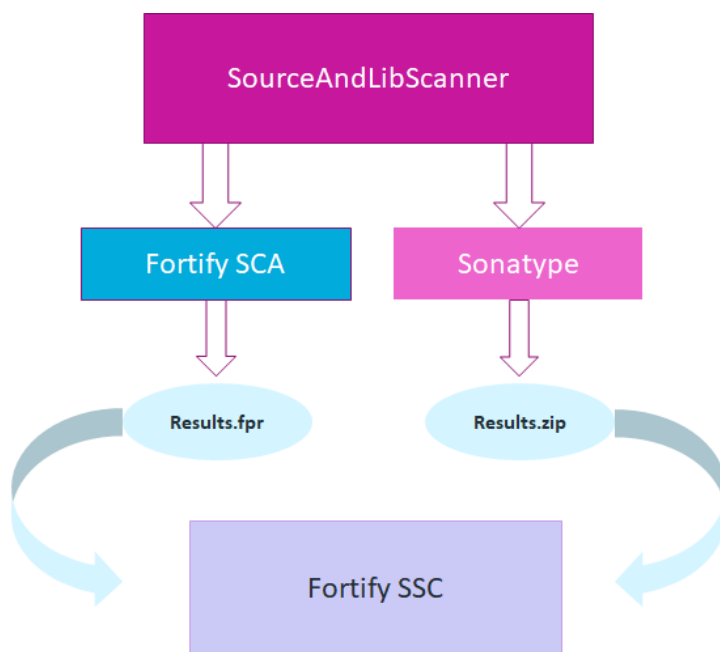 SourceAndLibScanner
Fortify SCA
Sonatype
Results.fpr
Results.zip
Fortify SSC